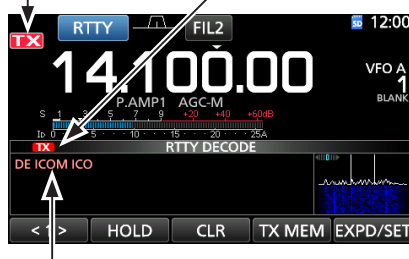 RTTY FIL2 12:00
TX
14.100.00 VFO A
1
BLANK
P.AMP1 AGC-M
S 1 3 5 7 9 +20 +40 +60dB
ID 0 5 10 15 20 25A
TX RTTY DECODE
DE ICOM ICO
< 1 > HOLD CLR TX MEM EXPD/SET